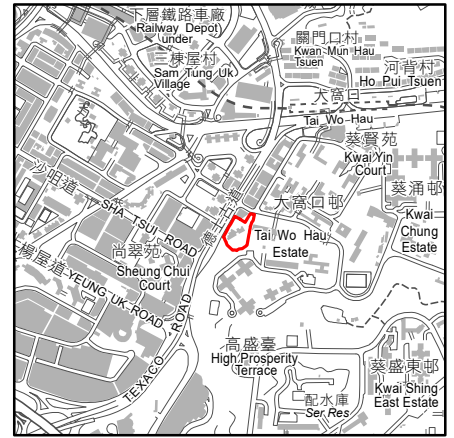 下層鐵路車廠
Railway Depot
under
三棟屋村
Sam Tung Uk
Village
關門口村
Kwan Mun Hau
Tsuen
河背村
Ho Pui Tsuen
大窩口
Tai Wo Hau
葵賢苑
Kwai Yin
Court
葵涌邨
Kwai
Chung
Estate
沙咀道
SHA TSUI ROAD
德士古道
大窩口邨
Tai Wo Hau
Estate
尚翠苑
Sheung Chui
Court
楊屋道
YEUNG UK ROAD
TEXACO ROAD
高盛臺
High Prosperity
Terrace
配水庫
Ser Res
葵盛東邨
Kwai Shing
East Estate